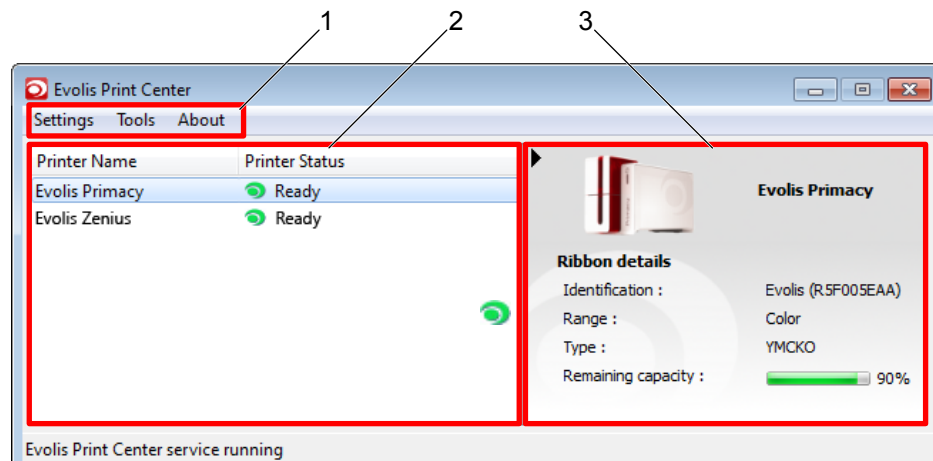 1 2 3
Evolis Print Center
Settings Tools About
Printer Name Printer Status
Evolis Primacy Ready
Evolis Zenius Ready
Evolis Primacy
Ribbon details
Identification : Evolis (R5F005EAA)
Range : Color
Type : YMCKO
Remaining capacity : 90%
Evolis Print Center service running